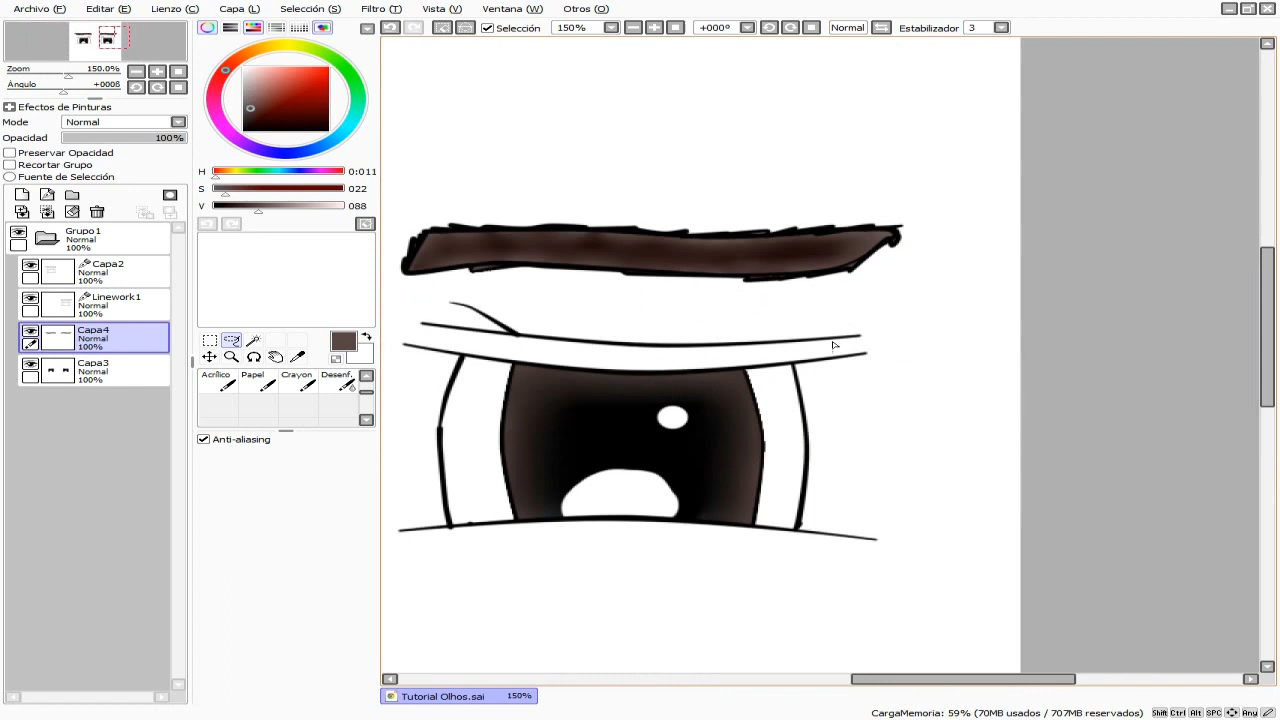 Archivo (F) Editar (E) Lienzo (C) Capa (L) Selección (S) Filtro (T) Vista (V) Ventana (W) Otros (O)
Selección 150% +000º Normal Estabilizador 3
Zoom 150.0%
Ángulo +000ß
Efectos de Pinturas
Mode Normal
Opacidad 100%
Preservar Opacidad
Recortar Grupo
Fuente de Selección
Grupo1
Normal
100%
Capa2
Normal
100%
Linework1
Normal
100%
Capa4
Normal
100%
Capa3
Normal
100%
H 0:011
S 022
V 088
Acrílico Papel Crayon Desenf.
Anti-aliasing
Tutorial Olhos.sai 150%
CargaMemoria: 59% (70MB usados / 707MB reservados) Shift Ctrl Alt SPC Any